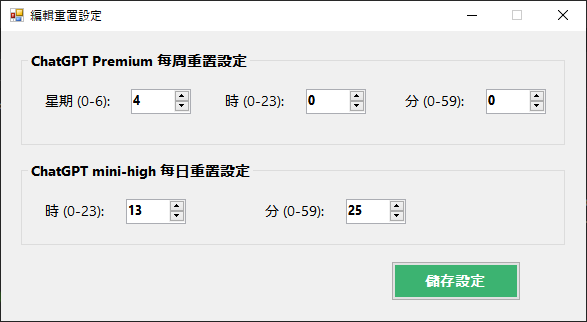 編輯重置設定
ChatGPT Premium 每周重置設定
星期 (0-6): 4 時 (0-23): 0 分 (0-59): 0
ChatGPT mini-high 每日重置設定
時 (0-23): 13 分 (0-59): 25
儲存設定